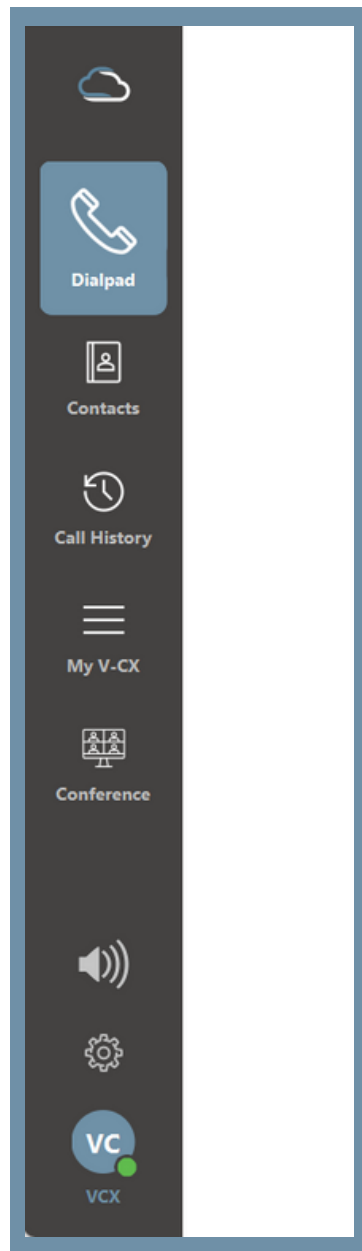 Dialpad
Contacts
Call History
My V-CX
Conference
VC
VCX